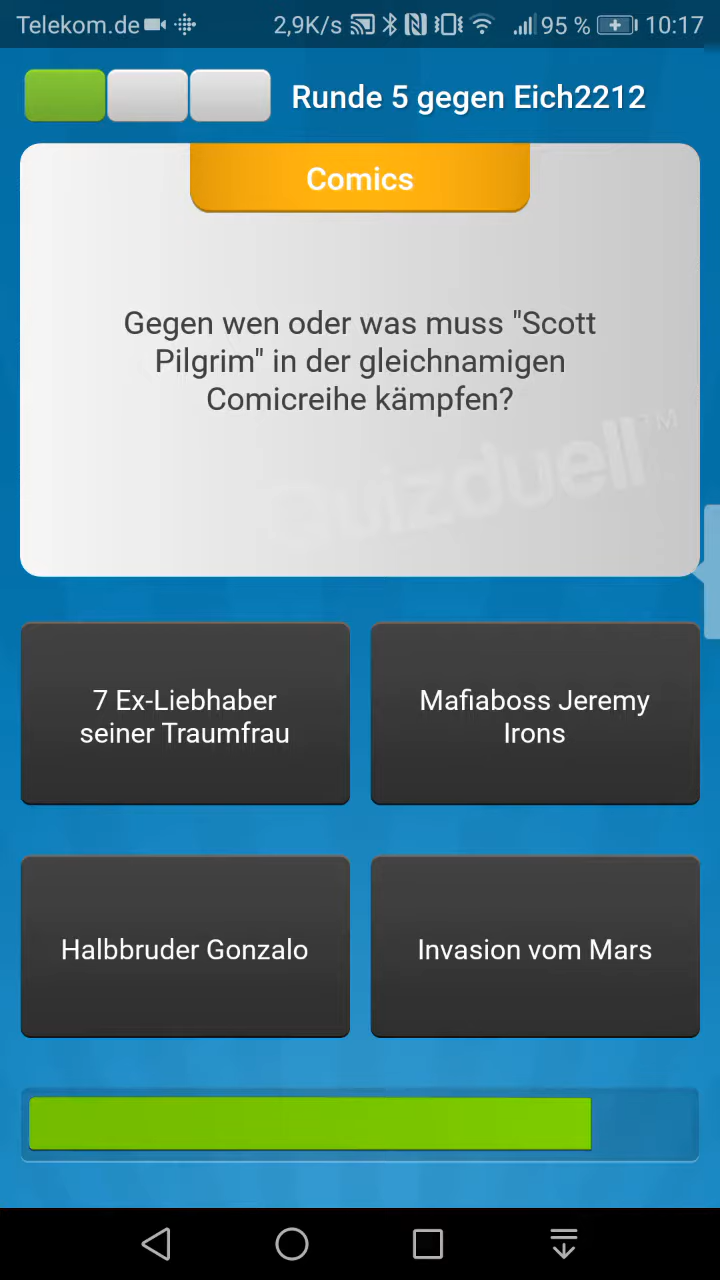 Telekom.de 2,9K/s 95 % 10:17
Runde 5 gegen Eich2212
Comics
Gegen wen oder was muss "Scott
Pilgrim" in der gleichnamigen
Comicreihe kämpfen?
Quizduell™
7 Ex-Liebhaber
seiner Traumfrau
Mafiaboss Jeremy
Irons
Halbbruder Gonzalo
Invasion vom Mars